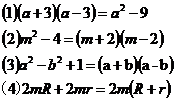 (1)(a+3)(a-3)=a²-9
(2)m²-4=(m+2)(m-2)
(3)a²-b²+1=(a+b)(a-b)
(4)2mR+2mr=2m(R+r)